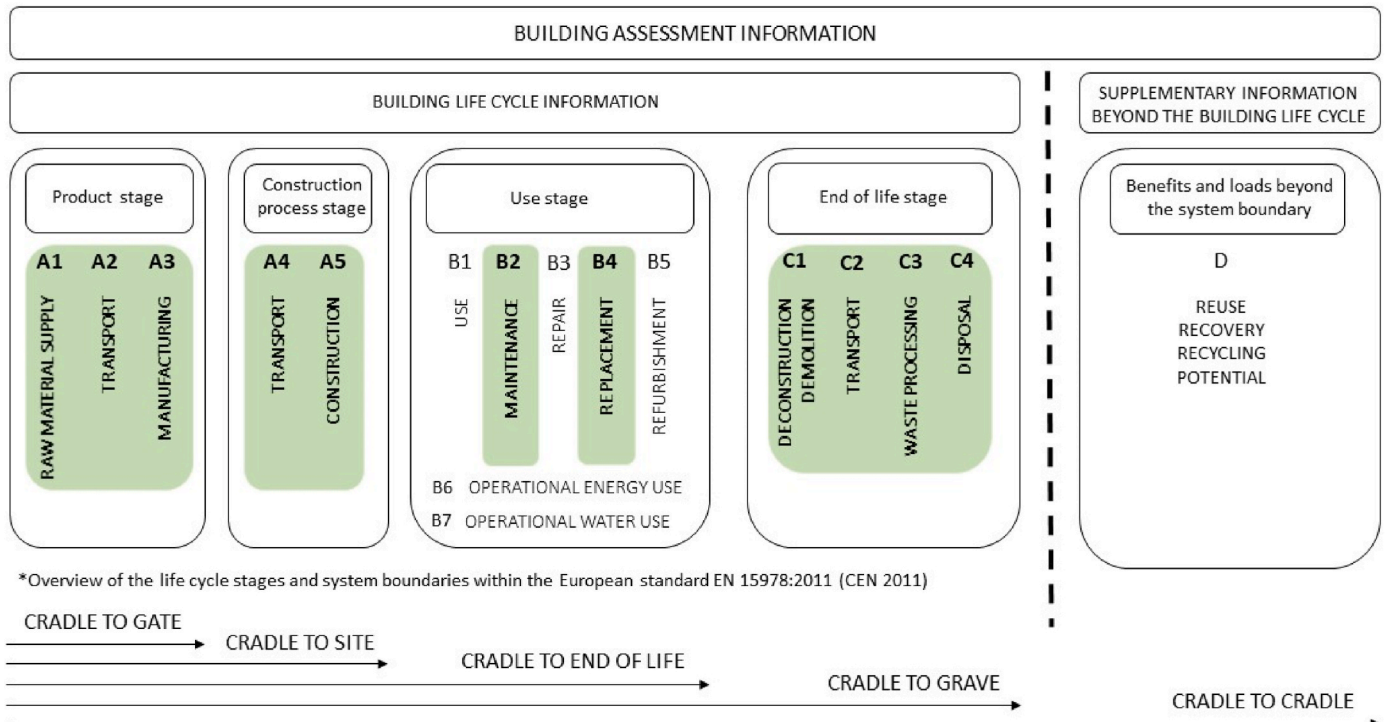 BUILDING ASSESSMENT INFORMATION
BUILDING LIFE CYCLE INFORMATION
SUPPLEMENTARY INFORMATION
BEYOND THE BUILDING LIFE CYCLE
Product stage
Construction
process stage
Use stage
End of life stage
Benefits and loads beyond
the system boundary
A1
RAW MATERIAL SUPPLY
A2
TRANSPORT
A3
MANUFACTURING
A4
TRANSPORT
A5
CONSTRUCTION
B1
USE
B2
MAINTENANCE
B3
REPAIR
B4
REPLACEMENT
B5
REFURBISHMENT
B6 OPERATIONAL ENERGY USE
B7 OPERATIONAL WATER USE
C1
DECONSTRUCTION
DEMOLITION
C2
TRANSPORT
C3
WASTE PROCESSING
C4
DISPOSAL
D
REUSE
RECOVERY
RECYCLING
POTENTIAL
*Overview of the life cycle stages and system boundaries within the European standard EN 15978:2011 (CEN 2011)
CRADLE TO GATE
CRADLE TO SITE
CRADLE TO END OF LIFE
CRADLE TO GRAVE
CRADLE TO CRADLE